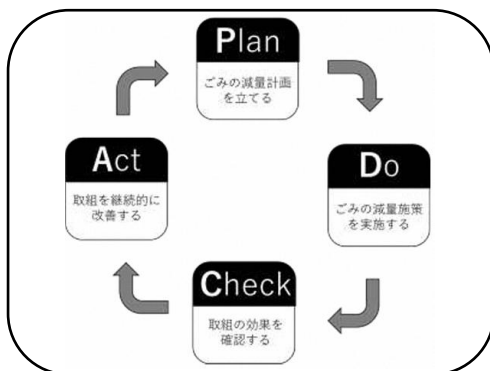 Plan
ごみの減量計画
を立てる
Do
ごみの減量施策
を実施する
Check
取組の効果を
確認する
Act
取組を継続的に
改善する